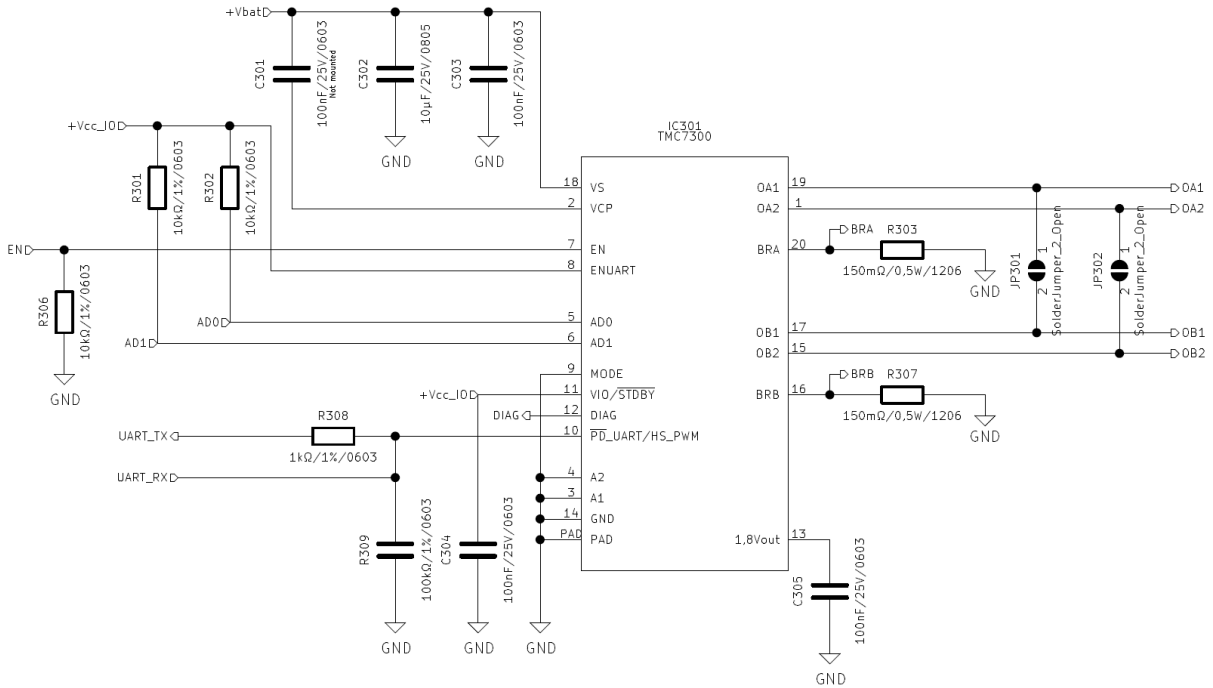 +Vbat
C301
100nF/25V/0603
Not mounted
C302
10µF/25V/0805
C303
100nF/25V/0603
GND
GND
+Vcc_IO
R301
10kΩ/1%/0603
R302
10kΩ/1%/0603
IC301
TMC7300
18 VS
2 VCP
7 EN
8 ENUART
5 AD0
6 AD1
9 MODE
11 VIO/STDBY
12 DIAG
10 PD_UART/HS_PWM
4 A2
3 A1
14 GND
PAD PAD
OA1 19
OA2 1
BRA 20
OB1 17
OB2 15
BRB 16
1,8Vout 13
EN
R306
10kΩ/1%/0603
GND
AD0
AD1
+Vcc_IO
DIAG
UART_TX
R308
1kΩ/1%/0603
UART_RX
R309
100kΩ/1%/0603
GND
C304
100nF/25V/0603
GND
GND
OA1
OA2
BRA
R303
150mΩ/0,5W/1206
GND
JP301
1
2
SolderJumper_2_Open
JP302
1
2
SolderJumper_2_Open
OB1
OB2
BRB
R307
150mΩ/0,5W/1206
GND
C305
100nF/25V/0603
GND